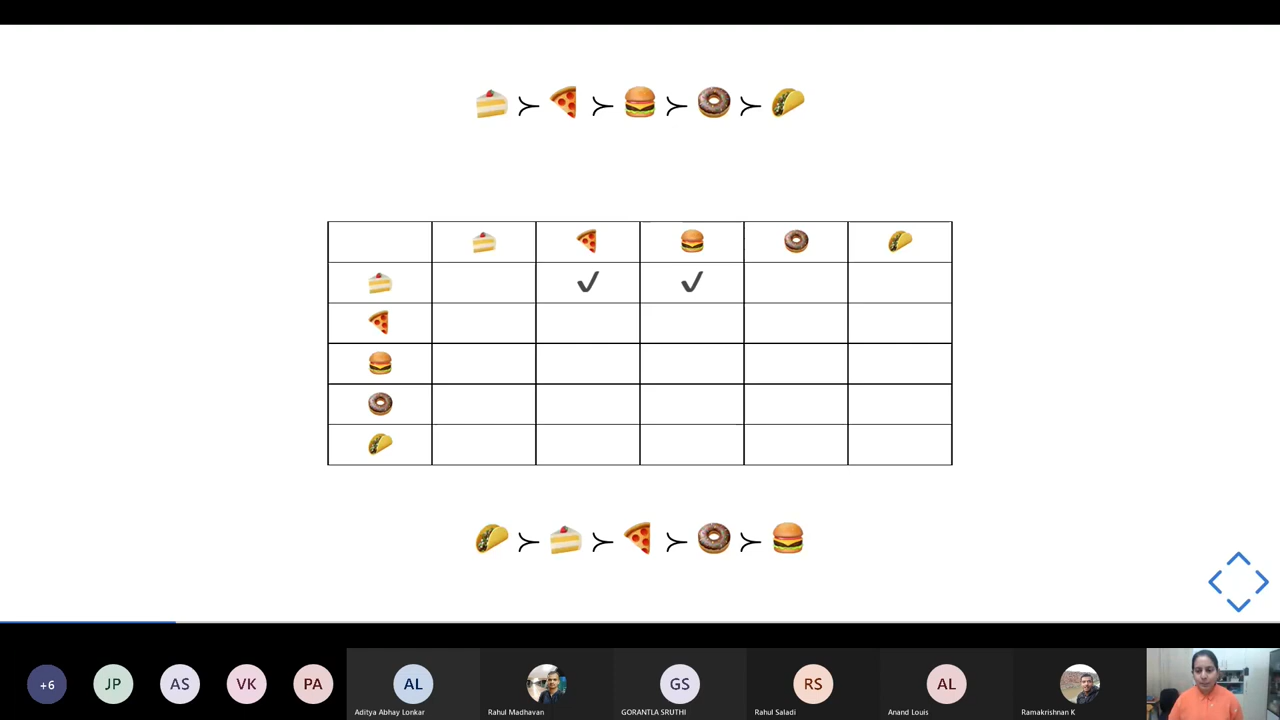 🍰 ≻ 🍕 ≻ 🍔 ≻ 🍩 ≻ 🌮
✔ ✔
🌮 ≻ 🍰 ≻ 🍕 ≻ 🍩 ≻ 🍔
+6 JP AS VK PA AL GS RS AL
Aditya Abhay Lonkar Rahul Madhavan GORANTLA SRUTHI Rahul Saladi Anand Louis Ramakrishnan K